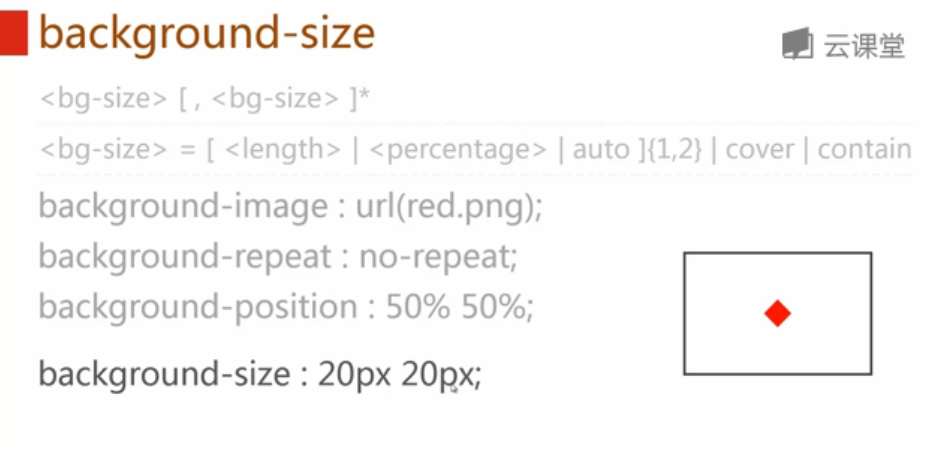 background-size
云课堂
<bg-size> [ , <bg-size> ]*
<bg-size> = [ <length> | <percentage> | auto ]{1,2} | cover | contain
background-image : url(red.png);
background-repeat : no-repeat;
background-position : 50% 50%;
background-size : 20px 20px;